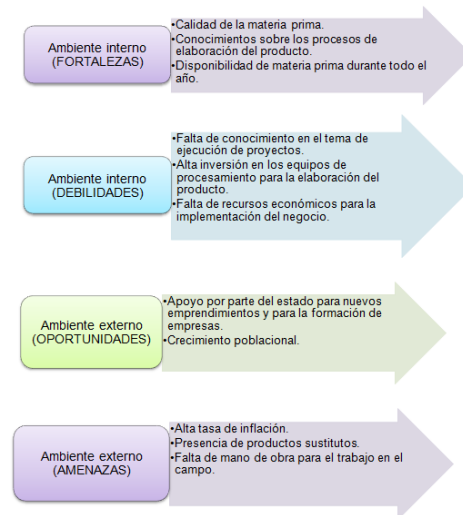 Ambiente interno
(FORTALEZAS)
•Calidad de la materia prima.
•Conocimientos sobre los procesos de
elaboración del producto.
•Disponibilidad de materia prima durante todo el
año.
Ambiente interno
(DEBILIDADES)
•Falta de conocimiento en el tema de
ejecución de proyectos.
•Alta inversión en los equipos de
procesamiento para la elaboración del
producto.
•Falta de recursos económicos para la
implementación del negocio.
Ambiente externo
(OPORTUNIDADES)
•Apoyo por parte del estado para nuevos
emprendimientos y para la formación de
empresas.
•Crecimiento poblacional.
Ambiente externo
(AMENAZAS)
•Alta tasa de inflación.
•Presencia de productos sustitutos.
•Falta de mano de obra para el trabajo en el
campo.